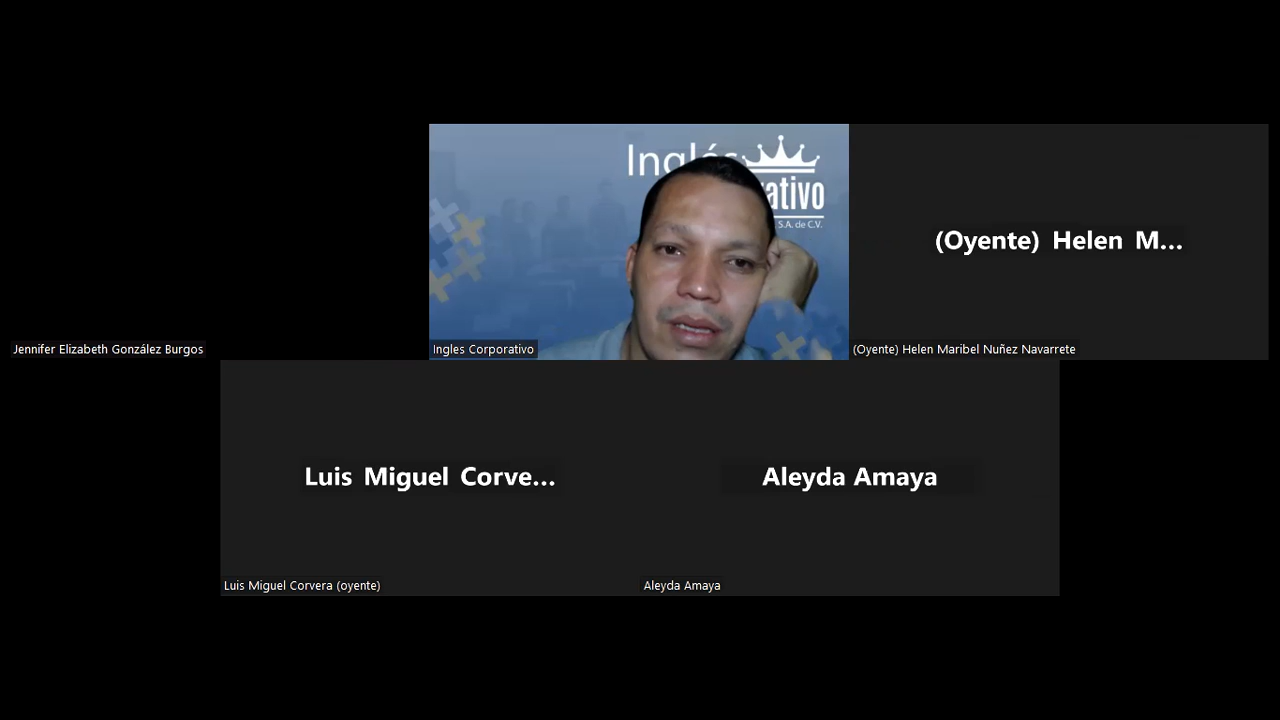 Inglés
ativo
S.A. de C.V.
(Oyente) Helen M...
Jennifer Elizabeth González Burgos
Ingles Corporativo
(Oyente) Helen Maribel Nuñez Navarrete
Luis Miguel Corve...
Aleyda Amaya
Luis Miguel Corvera (oyente)
Aleyda Amaya